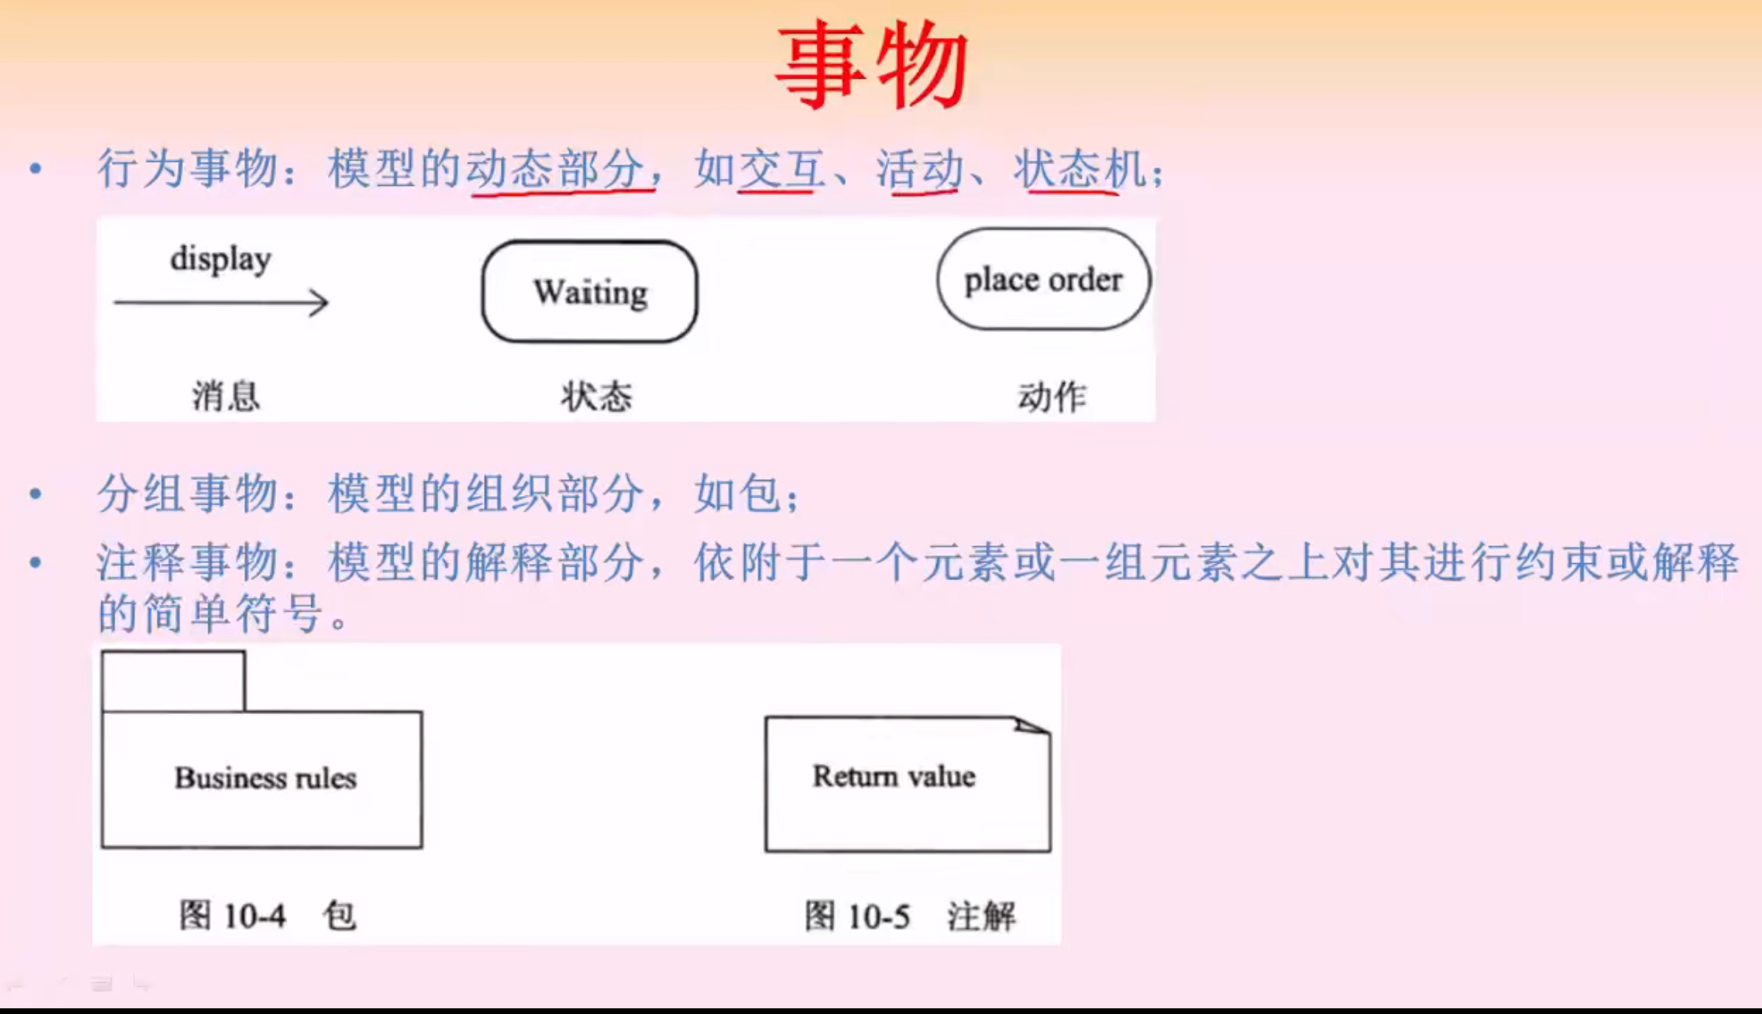 事物
• 行为事物：模型的动态部分，如交互、活动、状态机；
display
Waiting
place order
消息
状态
动作
• 分组事物：模型的组织部分，如包；
• 注释事物：模型的解释部分，依附于一个元素或一组元素之上对其进行约束或解释
的简单符号。
Business rules
Return value
图 10-4 包
图 10-5 注解